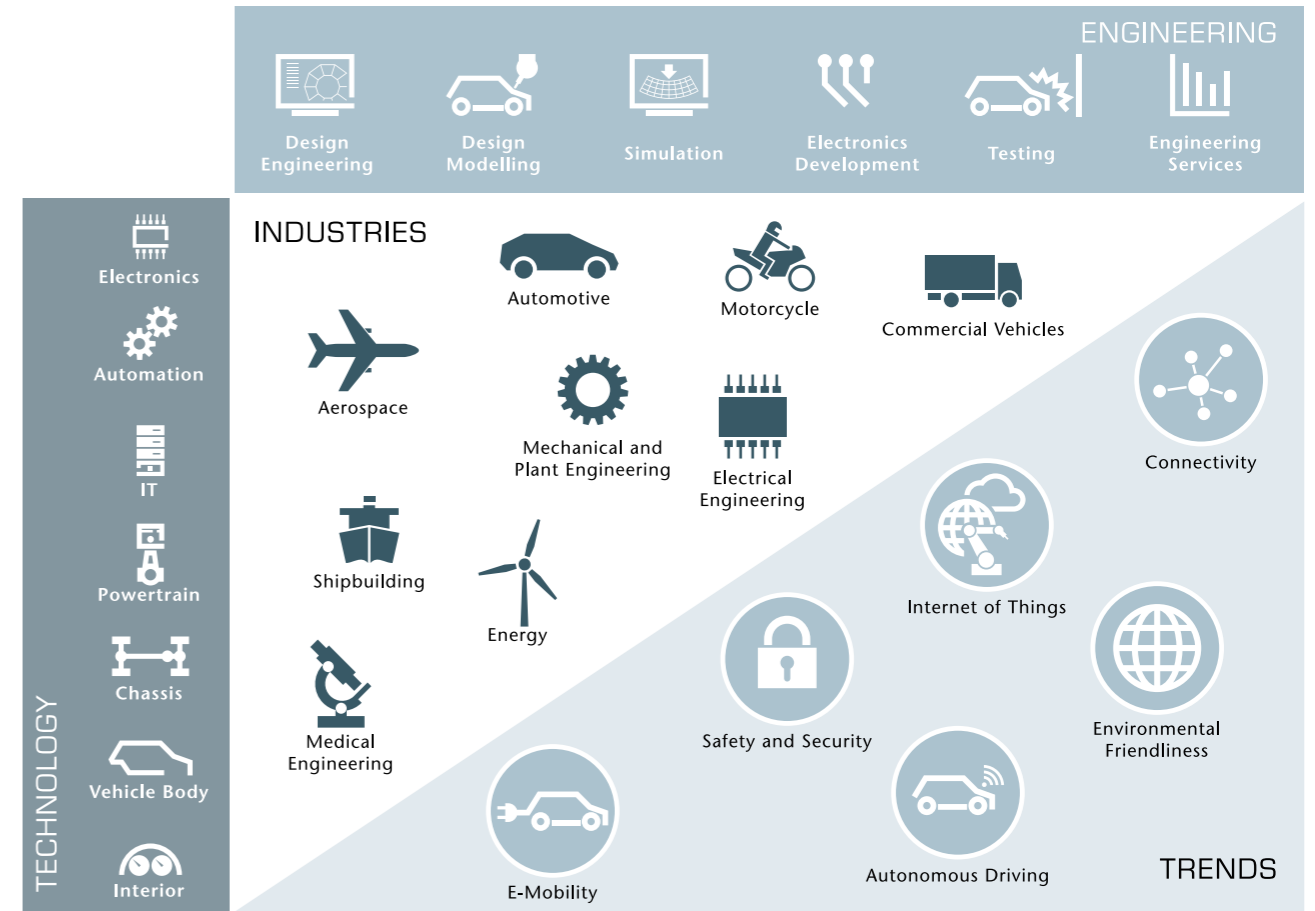 ENGINEERING
Design
Engineering
Design
Modelling
Simulation
Electronics
Development
Testing
Engineering
Services
TECHNOLOGY
Electronics
Automation
IT
Powertrain
Chassis
Vehicle Body
Interior
INDUSTRIES
Automotive
Motorcycle
Commercial Vehicles
Aerospace
Mechanical and
Plant Engineering
Electrical
Engineering
Shipbuilding
Energy
Medical
Engineering
Connectivity
Internet of Things
Safety and Security
Environmental
Friendliness
E-Mobility
Autonomous Driving
TRENDS